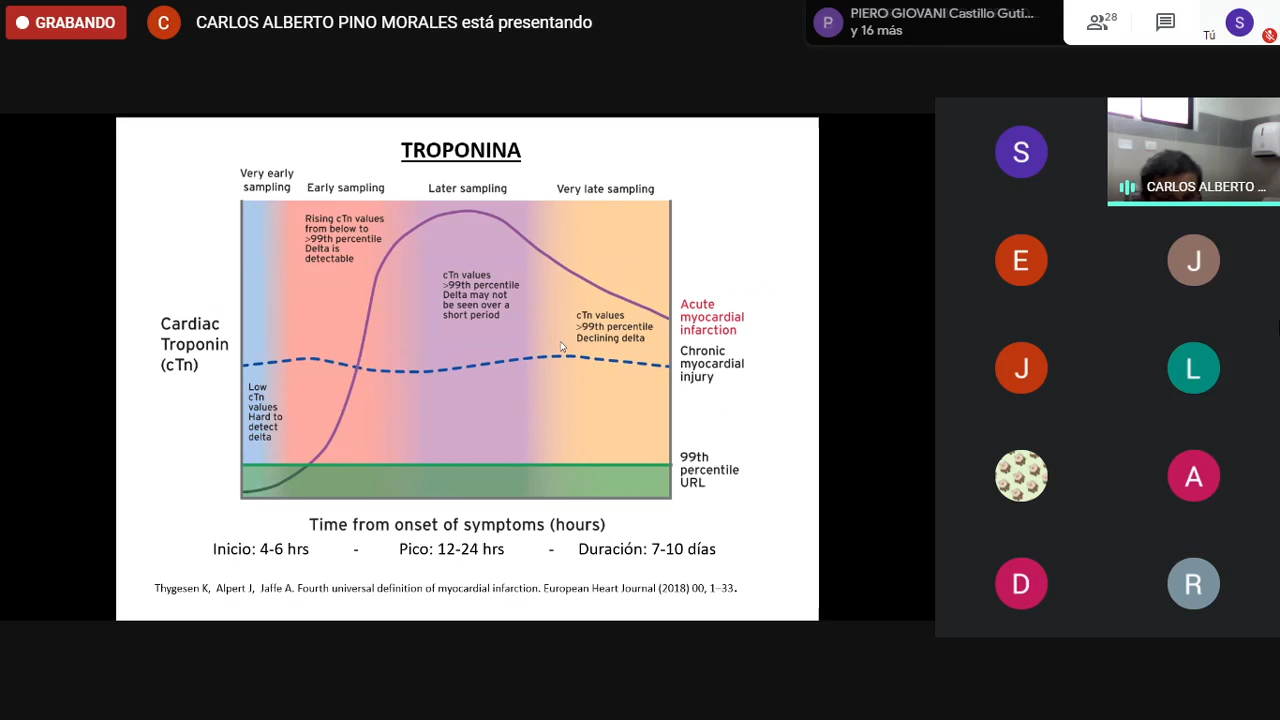 GRABANDO
C
CARLOS ALBERTO PINO MORALES está presentando
P
PIERO GIOVANI Castillo Guti...
y 16 más
28
Tú
S
TROPONINA
Very early
sampling
Early sampling
Later sampling
Very late sampling
Rising cTn values
from below to
>99th percentile
Delta is
detectable
cTn values
>99th percentile
Delta may not
be seen over a
short period
cTn values
>99th percentile
Declining delta
Cardiac
Troponin
(cTn)
Low
cTn
values
Hard to
detect
delta
Acute
myocardial
infarction
Chronic
myocardial
injury
99th
percentile
URL
Time from onset of symptoms (hours)
Inicio: 4-6 hrs - Pico: 12-24 hrs - Duración: 7-10 días
Thygesen K, Alpert J, Jaffe A. Fourth universal definition of myocardial infarction. European Heart Journal (2018) 00, 1–33.
S
CARLOS ALBERTO ...
E
J
J
L
A
D
R